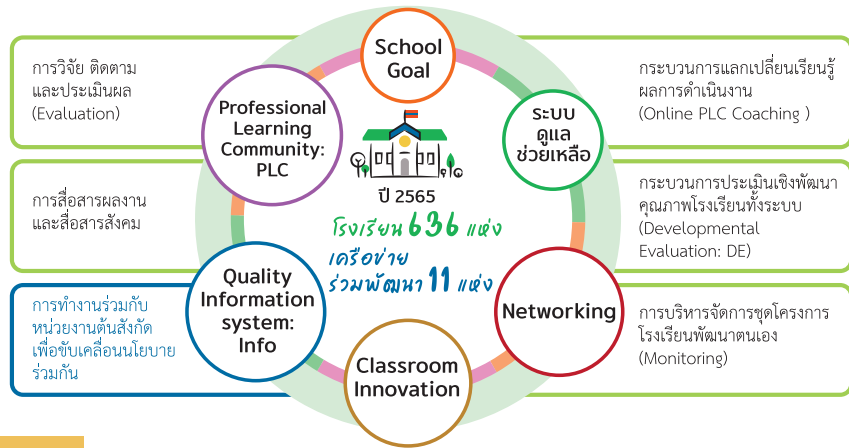 School
Goal
ระบบ
ดูแล
ช่วยเหลือ
Networking
Classroom
Innovation
Quality
Information
system:
Info
Professional
Learning
Community:
PLC
ปี 2565
โรงเรียน 636 แห่ง
เครือข่าย
ร่วมพัฒนา 11 แห่ง
การวิจัย ติดตาม
และประเมินผล
(Evaluation)
การสื่อสารผลงาน
และสื่อสารสังคม
การทำงานร่วมกับ
หน่วยงานต้นสังกัด
เพื่อขับเคลื่อนนโยบาย
ร่วมกัน
กระบวนการแลกเปลี่ยนเรียนรู้
ผลการดำเนินงาน
(Online PLC Coaching )
กระบวนการประเมินเชิงพัฒนา
คุณภาพโรงเรียนทั้งระบบ
(Developmental
Evaluation: DE)
การบริหารจัดการชุดโครงการ
โรงเรียนพัฒนาตนเอง
(Monitoring)